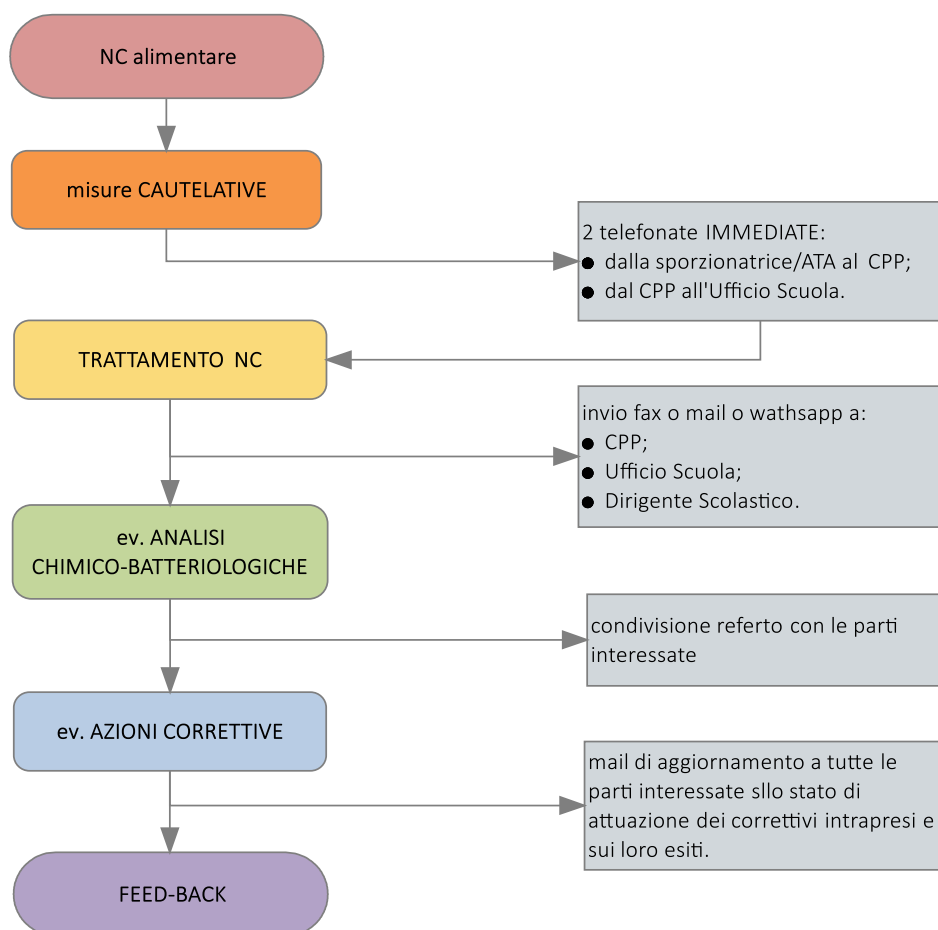 NC alimentare
misure CAUTELATIVE
2 telefonate IMMEDIATE:
● dalla sporzionatrice/ATA al CPP;
● dal CPP all'Ufficio Scuola.
TRATTAMENTO NC
invio fax o mail o wathsapp a:
● CPP;
● Ufficio Scuola;
● Dirigente Scolastico.
ev. ANALISI
CHIMICO-BATTERIOLOGICHE
condivisione referto con le parti
interessate
ev. AZIONI CORRETTIVE
mail di aggiornamento a tutte le
parti interessate sllo stato di
attuazione dei correttivi intrapresi e
sui loro esiti.
FEED-BACK